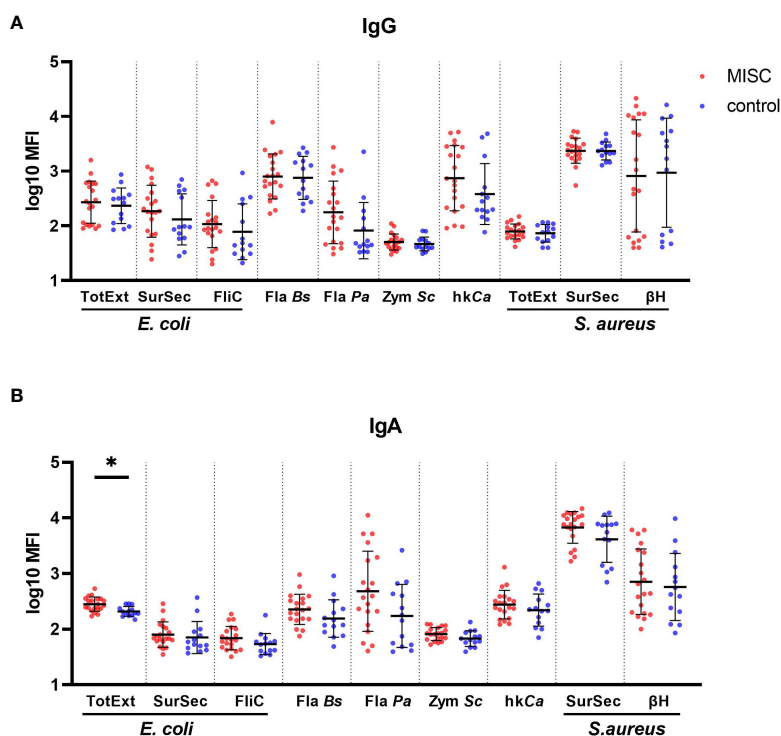 A
IgG
5
4
3
2
1
log10 MFI
MISC
control
TotExt SurSec FliC Fla Bs Fla Pa Zym Sc hkCa TotExt SurSec βH
E. coli S. aureus
B
IgA
5
4
3
2
1
log10 MFI
*
TotExt SurSec FliC Fla Bs Fla Pa Zym Sc hkCa SurSec βH
E. coli S.aureus